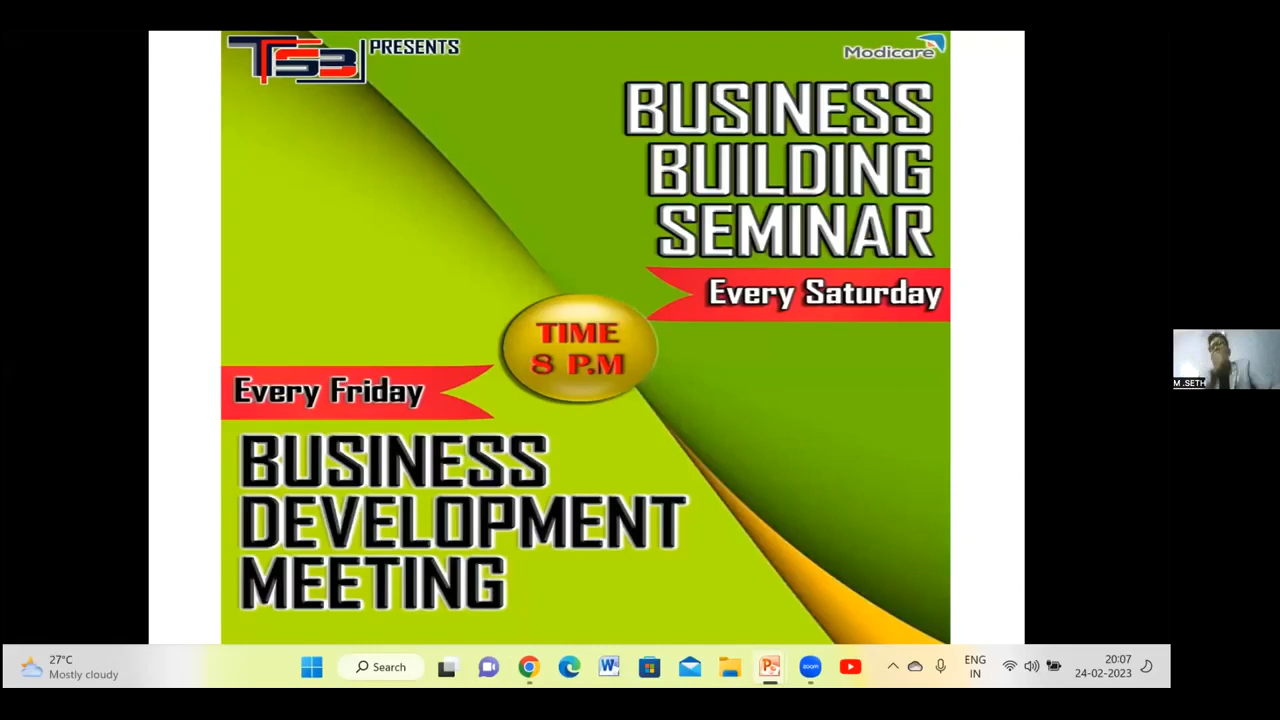 TSB PRESENTS
Modicare
BUSINESS
BUILDING
SEMINAR
Every Saturday
TIME
8 P.M
Every Friday
BUSINESS
DEVELOPMENT
MEETING
M .SETH
27°C
Mostly cloudy
Search
ENG
IN
20:07
24-02-2023
zoom